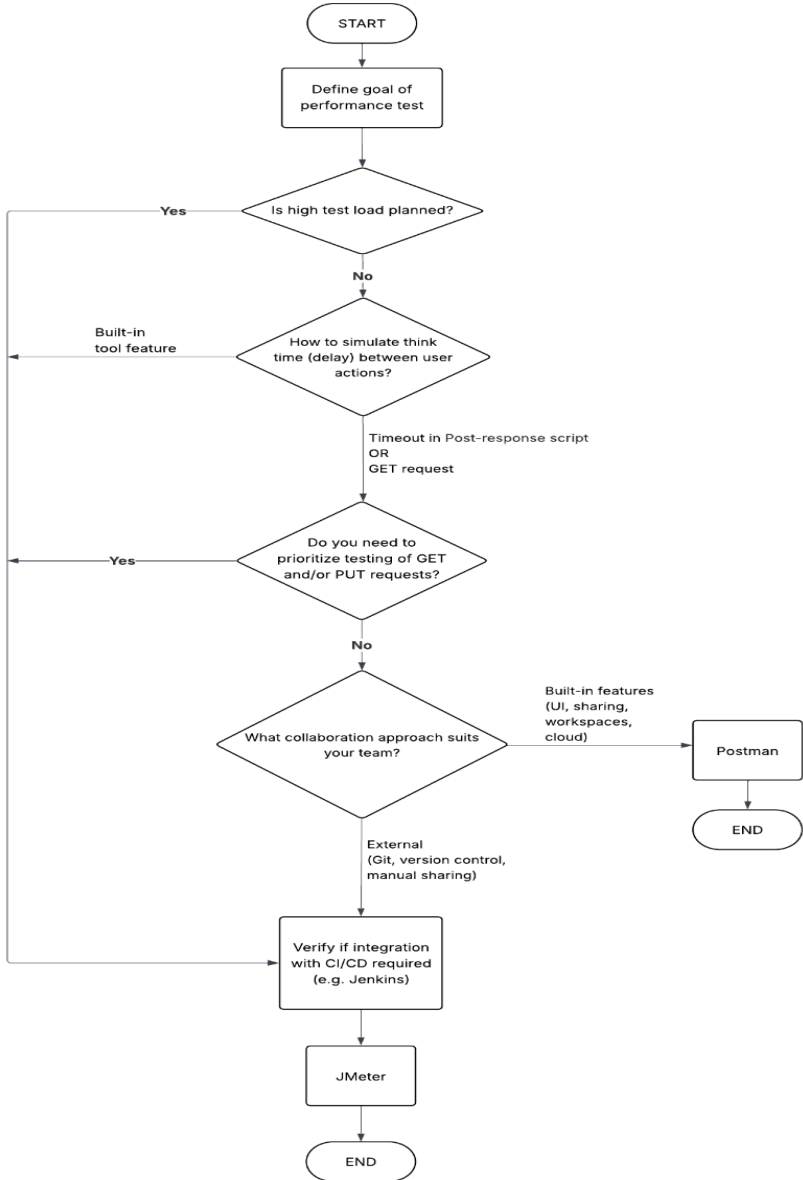 START
Define goal of
performance test
Is high test load planned?
Yes
No
How to simulate think
time (delay) between user
actions?
Built-in
tool feature
Timeout in Post-response script
OR
GET request
Do you need to
prioritize testing of GET
and/or PUT requests?
Yes
No
What collaboration approach suits
your team?
Built-in features
(UI, sharing,
workspaces,
cloud)
Postman
END
External
(Git, version control,
manual sharing)
Verify if integration
with CI/CD required
(e.g. Jenkins)
JMeter
END